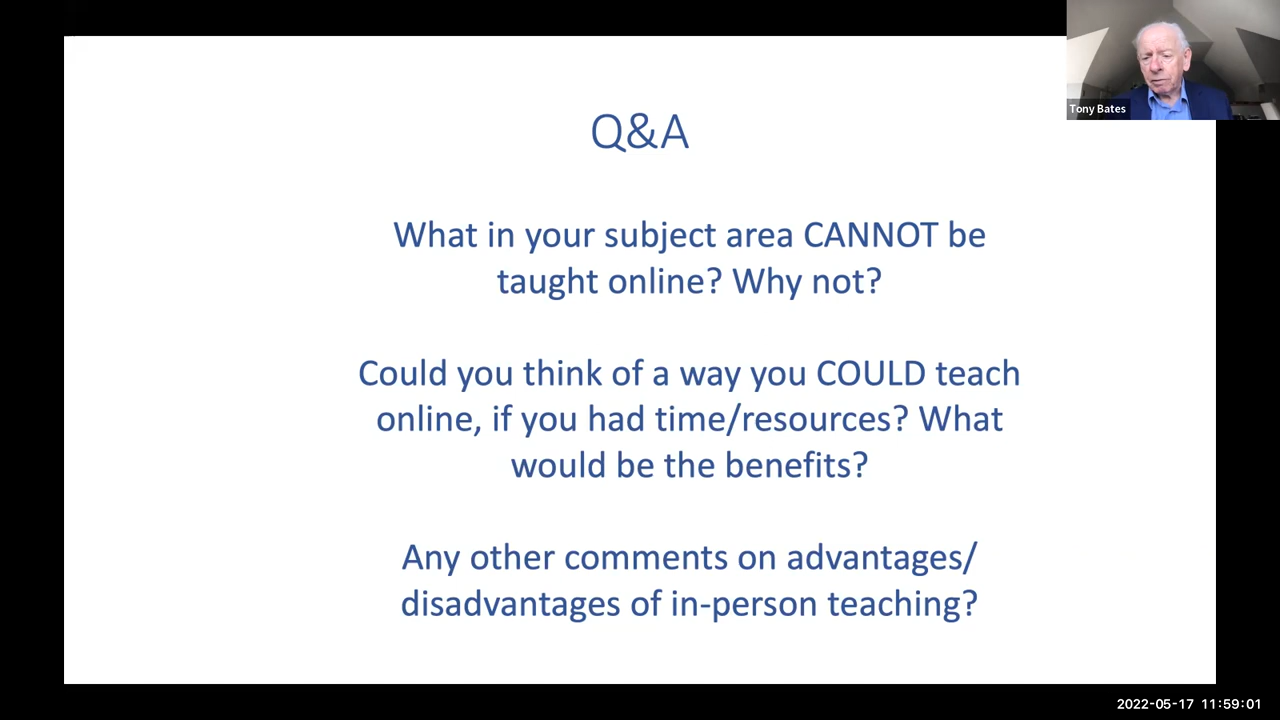 Q&A
What in your subject area CANNOT be
taught online? Why not?
Could you think of a way you COULD teach
online, if you had time/resources? What
would be the benefits?
Any other comments on advantages/
disadvantages of in-person teaching?
Tony Bates
2022-05-17 11:59:01